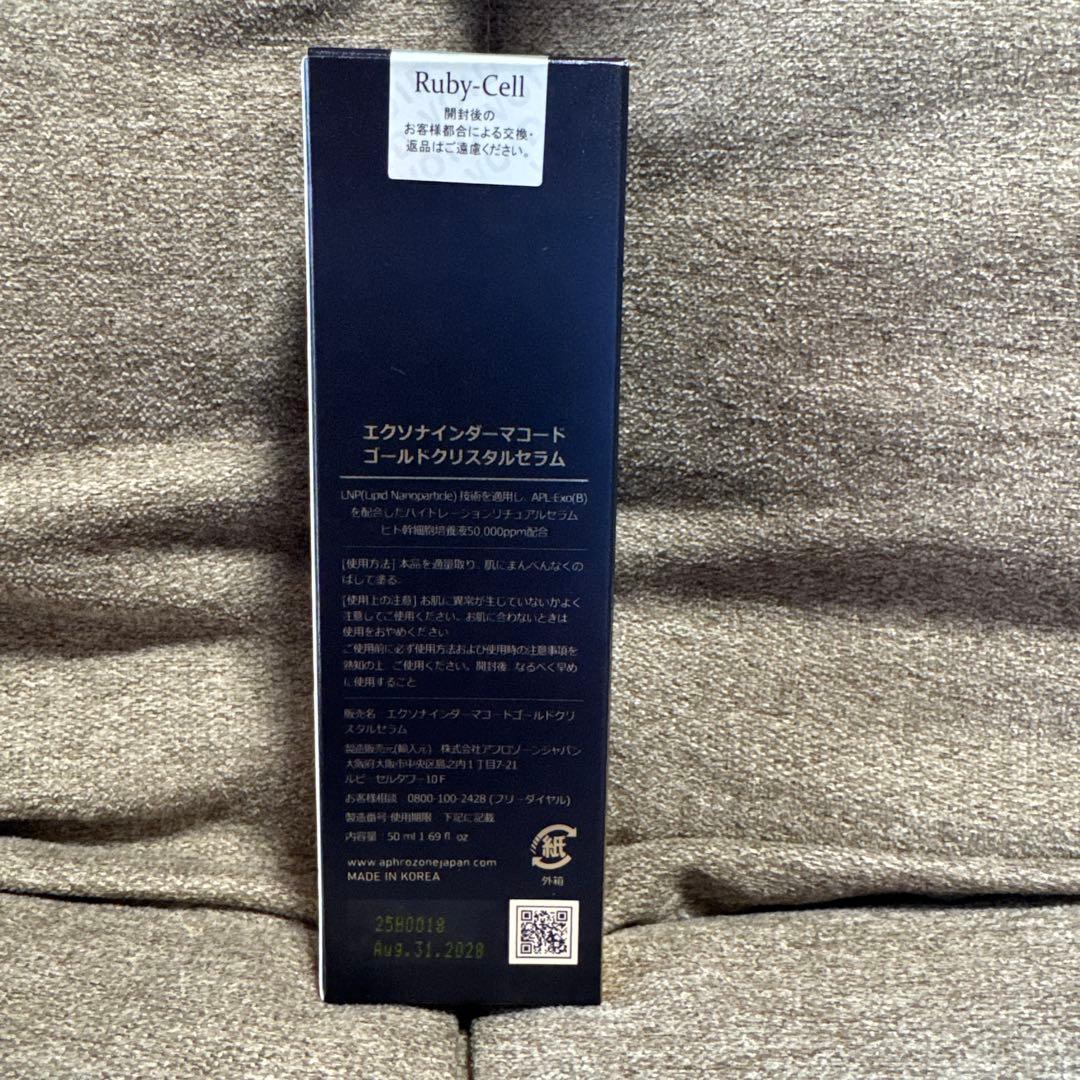 Ruby-Cell
開封後の
お客様都合による交換・
返品はご遠慮ください。
エクソナインダーマコード
ゴールドクリスタルセラム
LNP(Lipid Nanoparticle) 技術を適用し、APL-Exo(B)
を配合したハイドレーションリチュアルセラム
ヒト幹細胞培養液50,000ppm配合
[使用方法] 本品を適量取り、肌にまんべんなくの
ばして塗る。
[使用上の注意] お肌に異常が生じていないかよく
注意してご使用ください。お肌に合わないときは
使用をおやめください
ご使用前に必ず使用方法および使用時の注意事項を
熟知の上、ご使用ください。開封後、なるべく早め
に使用すること
販売名 エクソナインダーマコードゴールドクリ
スタルセラム
製造販売元(輸入元) 株式会社アフロゾーンジャパン
大阪府大阪市中央区島之内1丁目7-21
ルビーセルタワー10F
お客様相談 : 0800-100-2428 (フリーダイヤル)
製造番号·使用期限 : 下記に記載
内容量 : 50 ml 1.69 fl. oz
www.aphrozonejapan.com
MADE IN KOREA
紙
外箱
25H0018
Aug.31.2028